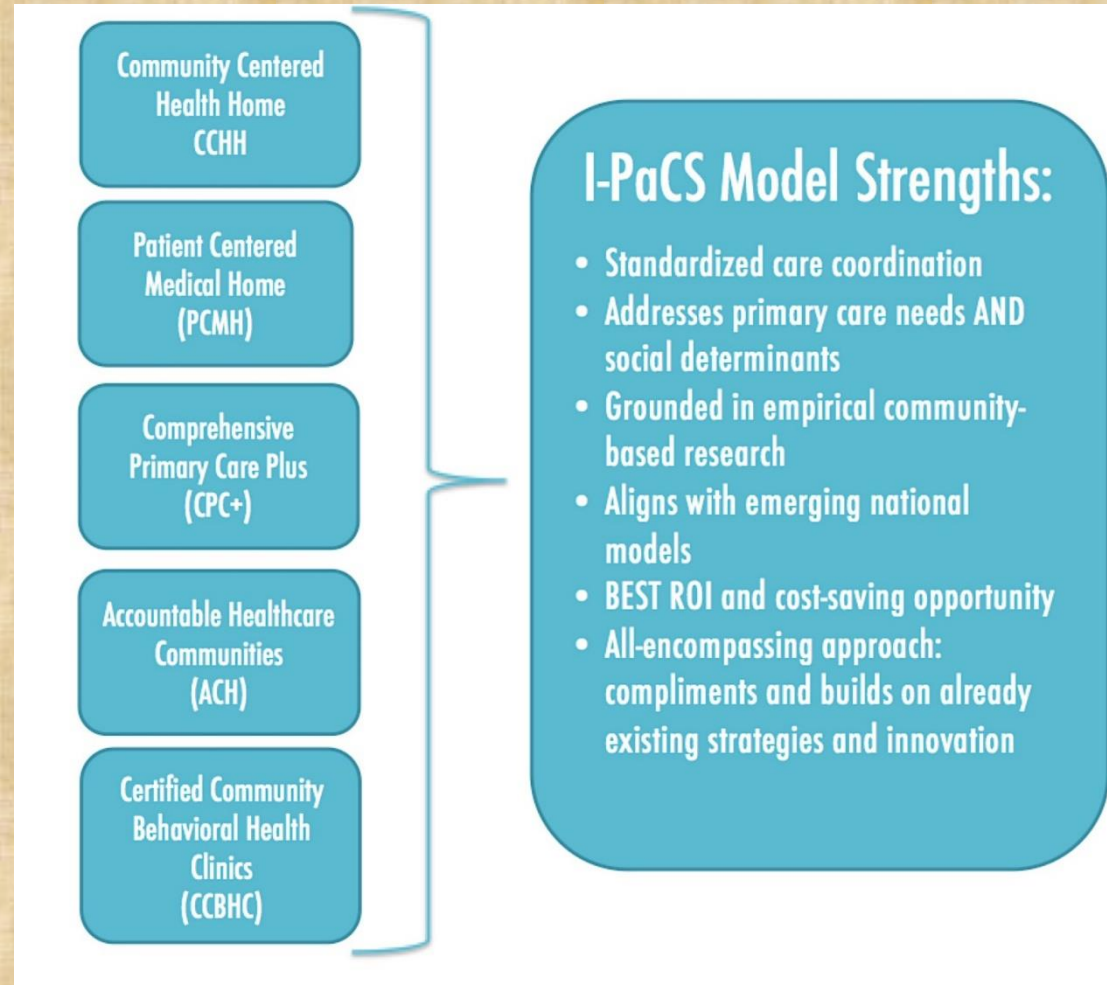 Community Centered
Health Home
CCHH
Patient Centered
Medical Home
(PCMH)
Comprehensive
Primary Care Plus
(CPC+)
Accountable Healthcare
Communities
(ACH)
Certified Community
Behavioral Health
Clinics
(CCBHC)
I-PaCS Model Strengths:
• Standardized care coordination
• Addresses primary care needs AND
social determinants
• Grounded in empirical community-
based research
• Aligns with emerging national
models
• BEST ROI and cost-saving opportunity
• All-encompassing approach:
compliments and builds on already
existing strategies and innovation